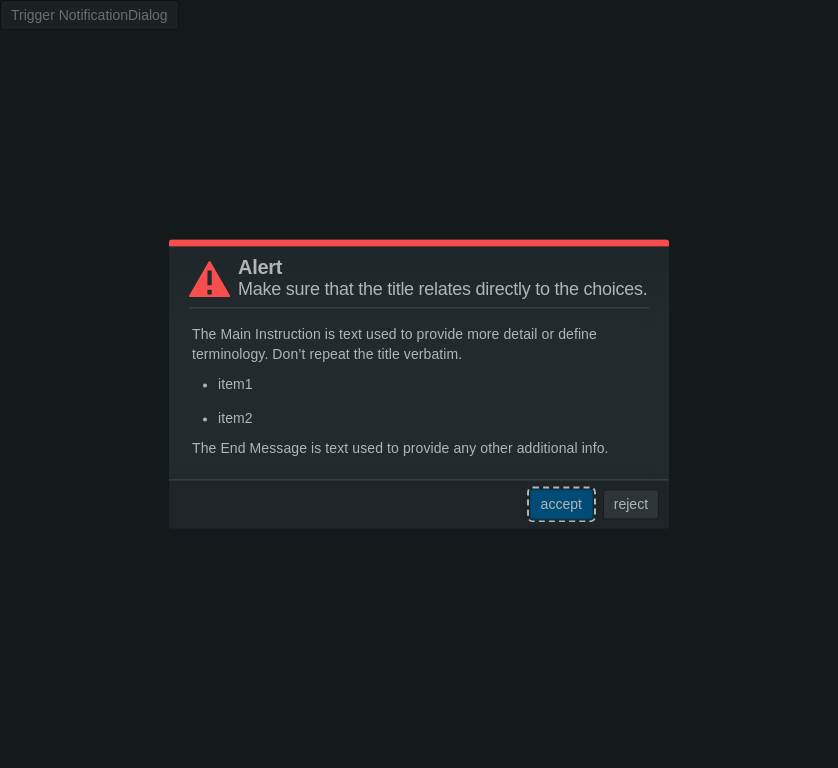 Trigger NotificationDialog
Alert
Make sure that the title relates directly to the choices.
The Main Instruction is text used to provide more detail or define
terminology. Don’t repeat the title verbatim.
• item1
• item2
The End Message is text used to provide any other additional info.
accept
reject